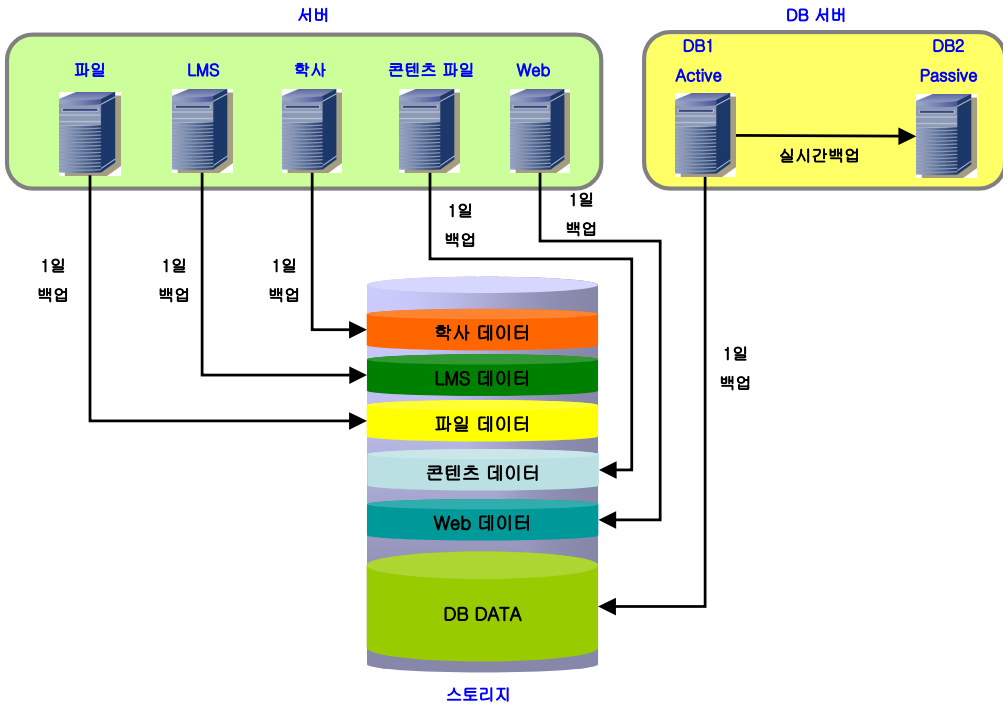 서버
DB 서버
파일
LMS
학사
콘텐츠 파일
Web
DB1
Active
DB2
Passive
실시간백업
1일
백업
1일
백업
1일
백업
1일
백업
1일
백업
1일
백업
학사 데이터
LMS 데이터
파일 데이터
콘텐츠 데이터
Web 데이터
DB DATA
스토리지